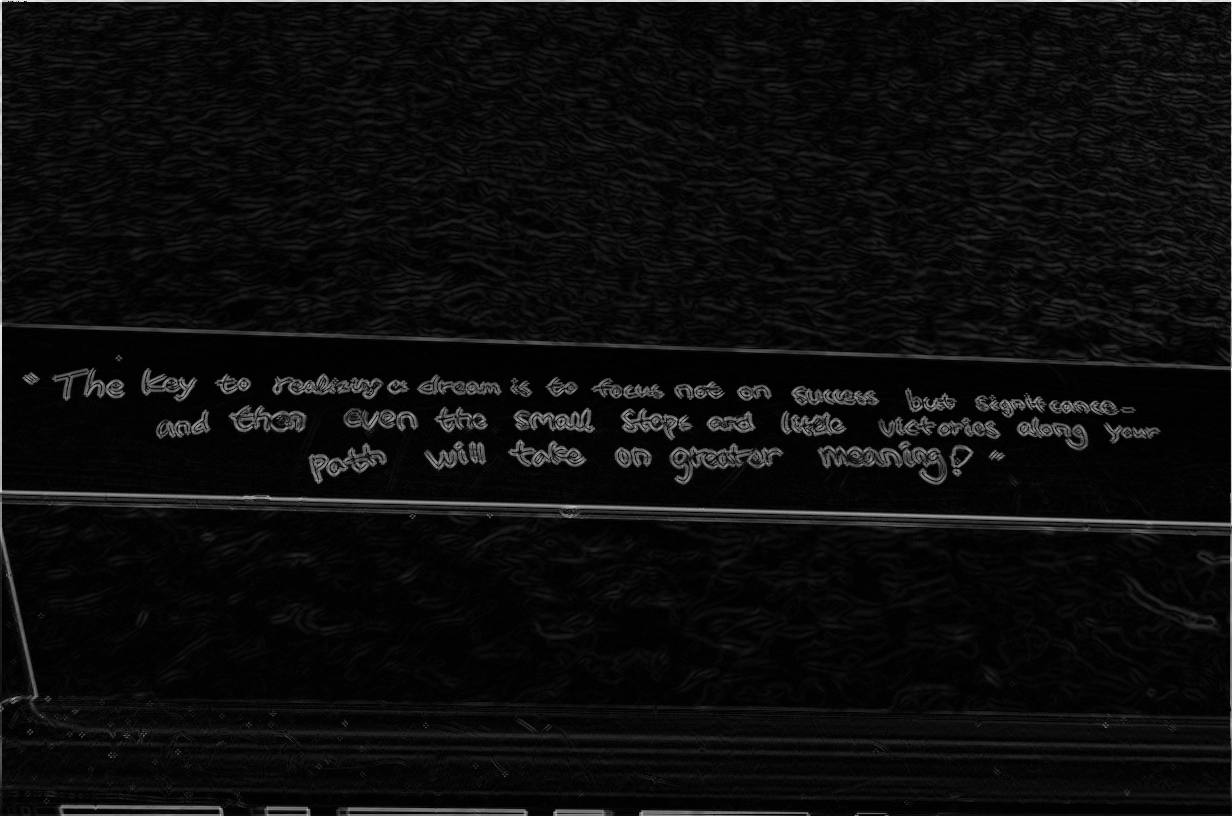 "The key to realizing a dream is to focus not on success but significance-
and then even the small steps and little victories along your
path will take on greater meaning!"